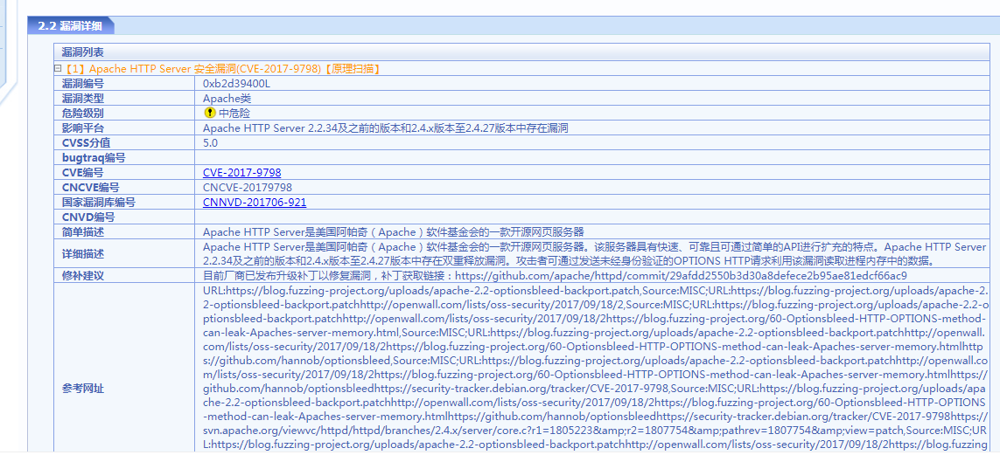 2.2 漏洞详细
漏洞列表
【1】Apache HTTP Server 安全漏洞(CVE-2017-9798)【原理扫描】
漏洞编号 0xb2d39400L
漏洞类型 Apache类
危险级别 中危险
影响平台 Apache HTTP Server 2.2.34及之前的版本和2.4.x版本至2.4.27版本中存在漏洞
CVSS分值 5.0
bugtraq编号
CVE编号 CVE-2017-9798
CNCVE编号 CNCVE-20179798
国家漏洞库编号 CNNVD-201706-921
CNVD编号
简单描述 Apache HTTP Server是美国阿帕奇（Apache）软件基金会的一款开源网页服务器
详细描述 Apache HTTP Server是美国阿帕奇（Apache）软件基金会的一款开源网页服务器。该服务器具有快速、可靠且可通过简单的API进行扩充的特点。Apache HTTP Server
2.2.34及之前的版本和2.4.x版本至2.4.27版本中存在双重释放漏洞。攻击者可通过发送未经身份验证的OPTIONS HTTP请求利用该漏洞读取进程内存中的数据。
修补建议 目前厂商已发布升级补丁以修复漏洞，补丁获取链接：https://github.com/apache/httpd/commit/29afdd2550b3d30a8defece2b95ae81edcf66ac9
参考网址
URL:https://blog.fuzzing-project.org/uploads/apache-2.2-optionsbleed-backport.patch,Source:MISC;URL:https://blog.fuzzing-project.org/uploads/apache-2.
2-optionsbleed-backport.patchhttp://openwall.com/lists/oss-security/2017/09/18/2,Source:MISC;URL:https://blog.fuzzing-project.org/uploads/apache-2.2-o
ptionsbleed-backport.patchhttp://openwall.com/lists/oss-security/2017/09/18/2https://blog.fuzzing-project.org/60-Optionsbleed-HTTP-OPTIONS-method-
can-leak-Apaches-server-memory.html,Source:MISC;URL:https://blog.fuzzing-project.org/uploads/apache-2.2-optionsbleed-backport.patchhttp://openwall.
com/lists/oss-security/2017/09/18/2https://blog.fuzzing-project.org/60-Optionsbleed-HTTP-OPTIONS-method-can-leak-Apaches-server-memory.htmlhttp
s://github.com/hannob/optionsbleed,Source:MISC;URL:https://blog.fuzzing-project.org/uploads/apache-2.2-optionsbleed-backport.patchhttp://openwall.co
m/lists/oss-security/2017/09/18/2https://blog.fuzzing-project.org/60-Optionsbleed-HTTP-OPTIONS-method-can-leak-Apaches-server-memory.htmlhttps://
github.com/hannob/optionsbleedhttps://security-tracker.debian.org/tracker/CVE-2017-9798,Source:MISC;URL:https://blog.fuzzing-project.org/uploads/apa
che-2.2-optionsbleed-backport.patchhttp://openwall.com/lists/oss-security/2017/09/18/2https://blog.fuzzing-project.org/60-Optionsbleed-HTTP-OPTIONS
-method-can-leak-Apaches-server-memory.htmlhttps://github.com/hannob/optionsbleedhttps://security-tracker.debian.org/tracker/CVE-2017-9798https://
svn.apache.org/viewvc/httpd/httpd/branches/2.4.x/server/core.c?r1=1805223&amp;r2=1807754&amp;pathrev=1807754&amp;view=patch,Source:MISC;U
RL:https://blog.fuzzing-project.org/uploads/apache-2.2-optionsbleed-backport.patchhttp://openwall.com/lists/oss-security/2017/09/18/2https://blog.fuzzing